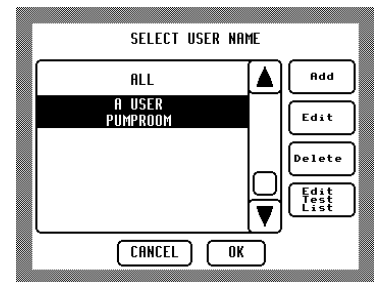 SELECT USER NAME
ALL
A USER
PUMPROOM
Add
Edit
Delete
Edit
Test
List
CANCEL
OK